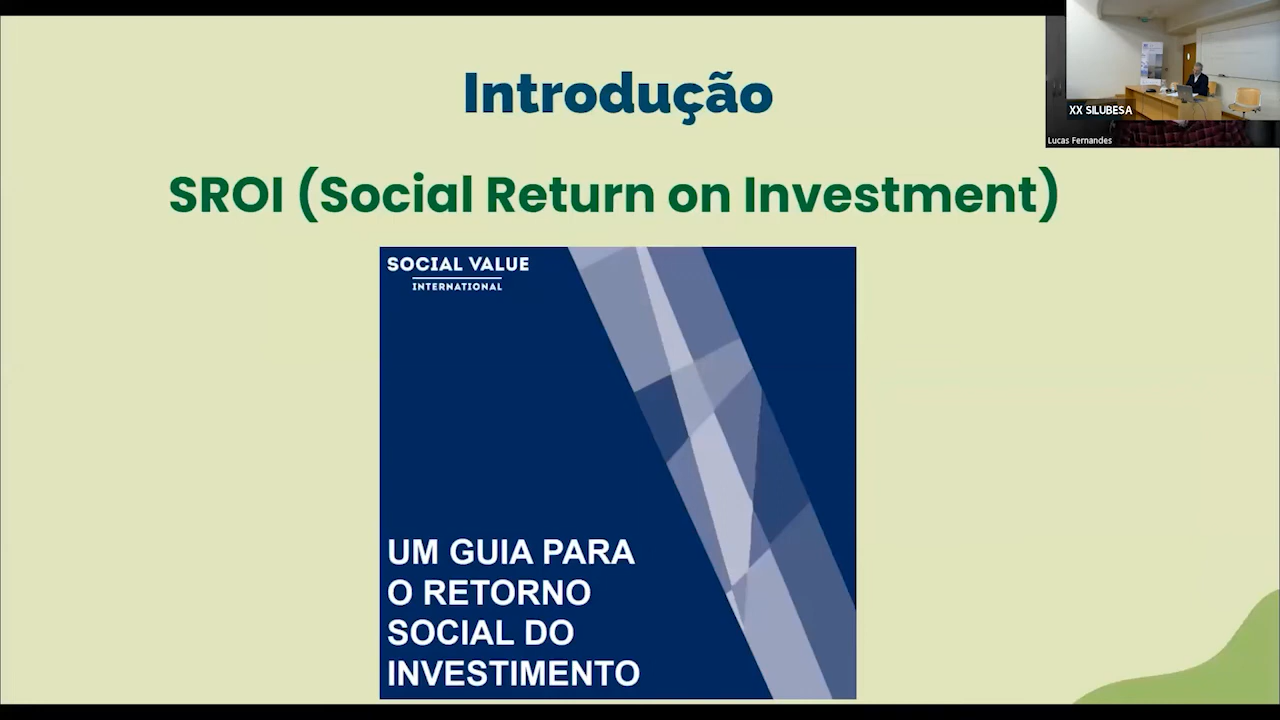 Introdução
SROI (Social Return on Investment)
SOCIAL VALUE
INTERNATIONAL
UM GUIA PARA
O RETORNO
SOCIAL DO
INVESTIMENTO
XX SILUBESA
Lucas Fernandes